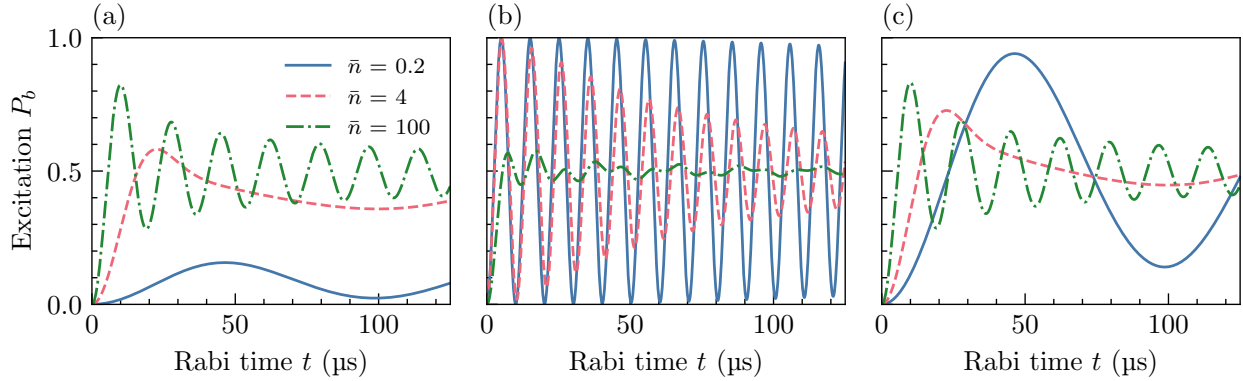 (a) (b) (c)
1.0
n̄ = 0.2
n̄ = 4
n̄ = 100
0.5
0.0
Excitation P_b
0 50 100 0 50 100 0 50 100
Rabi time t (µs) Rabi time t (µs) Rabi time t (µs)